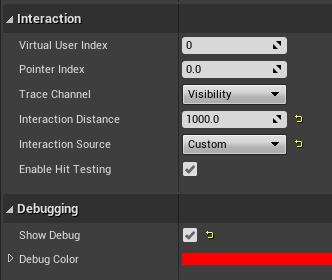 Interaction
Virtual User Index 0
Pointer Index 0.0
Trace Channel Visibility
Interaction Distance 1000.0
Interaction Source Custom
Enable Hit Testing
Debugging
Show Debug
Debug Color